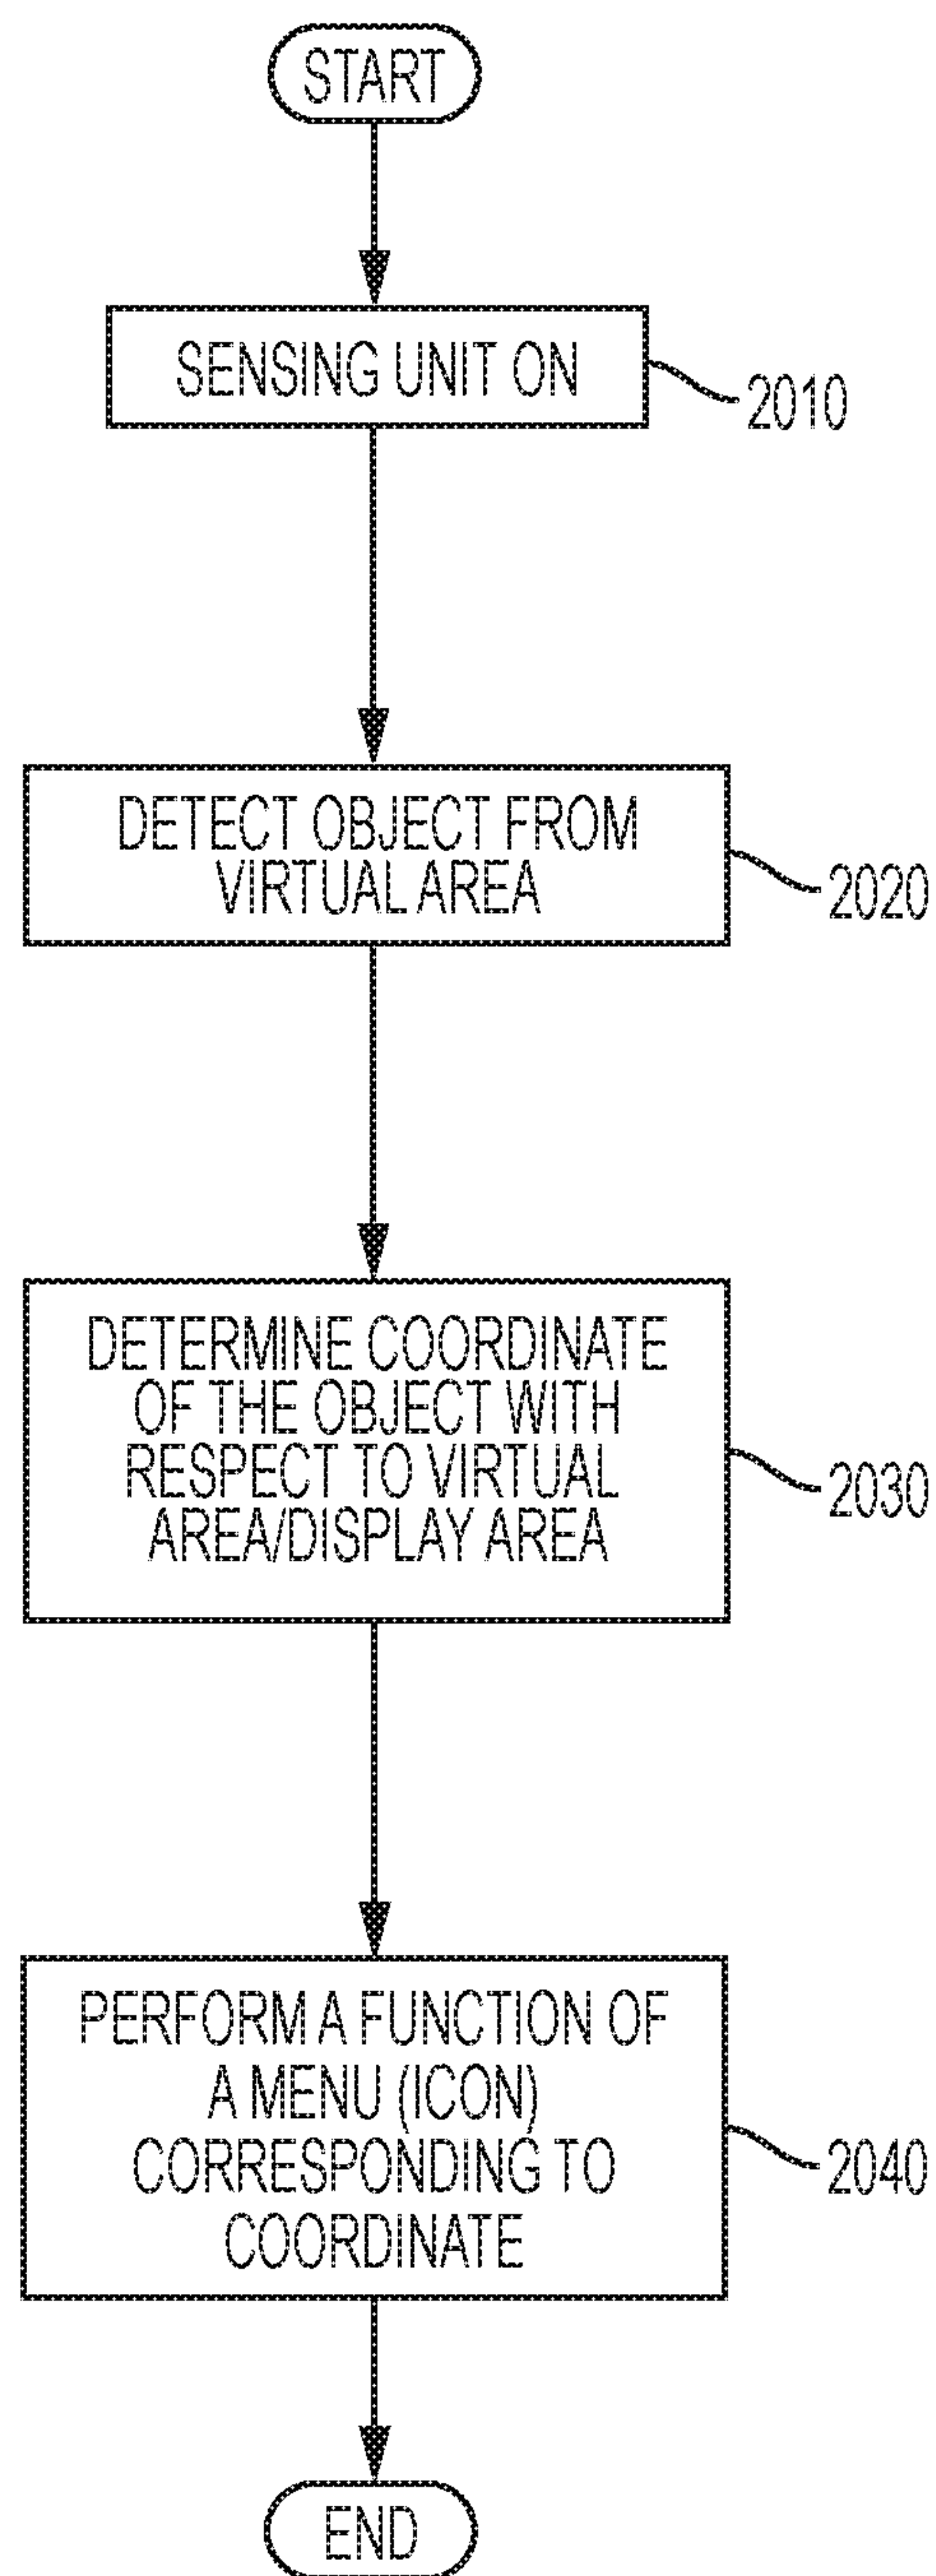 START
SENSING UNIT ON
2010
DETECT OBJECT FROM
VIRTUAL AREA
2020
DETERMINE COORDINATE
OF THE OBJECT WITH
RESPECT TO VIRTUAL
AREA/DISPLAY AREA
2030
PERFORM A FUNCTION OF
A MENU (ICON)
CORRESPONDING TO
COORDINATE
2040
END